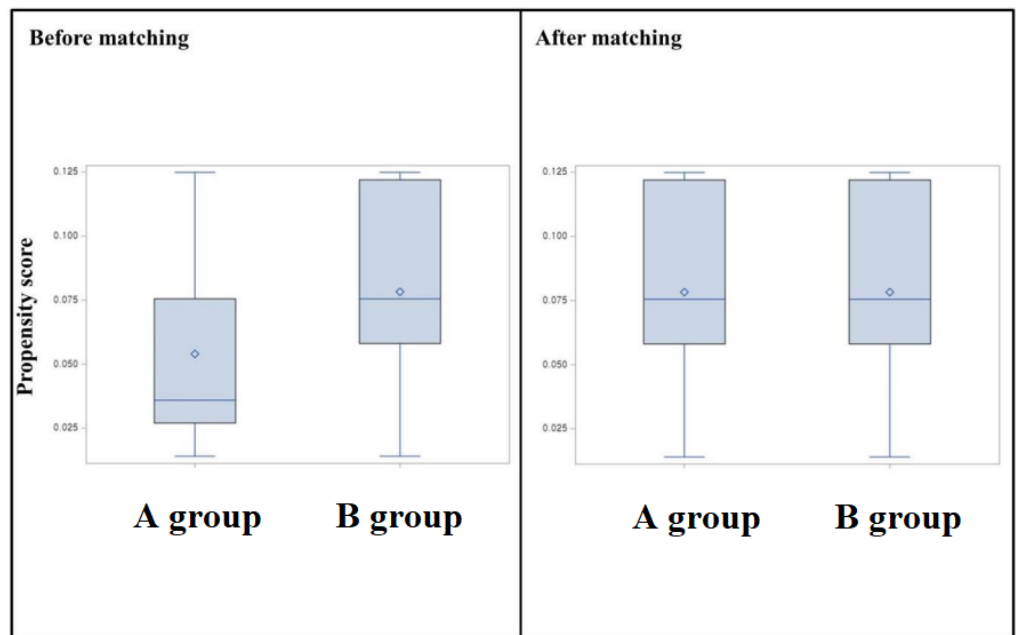 Before matching
After matching
Propensity score
0.125
0.100
0.075
0.050
0.025
0.125
0.100
0.075
0.050
0.025
A group
B group
A group
B group